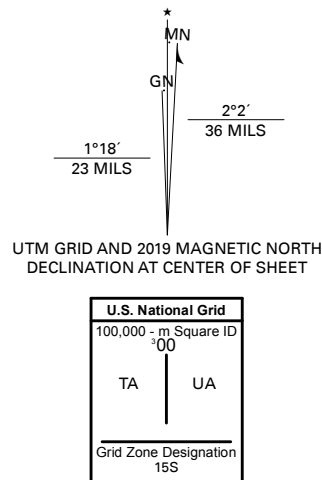 ★
MN
GN
2°2´
36 MILS
1°18´
23 MILS
UTM GRID AND 2019 MAGNETIC NORTH
DECLINATION AT CENTER OF SHEET
U.S. National Grid
100,000 - m Square ID
³00
TA UA
Grid Zone Designation
15S